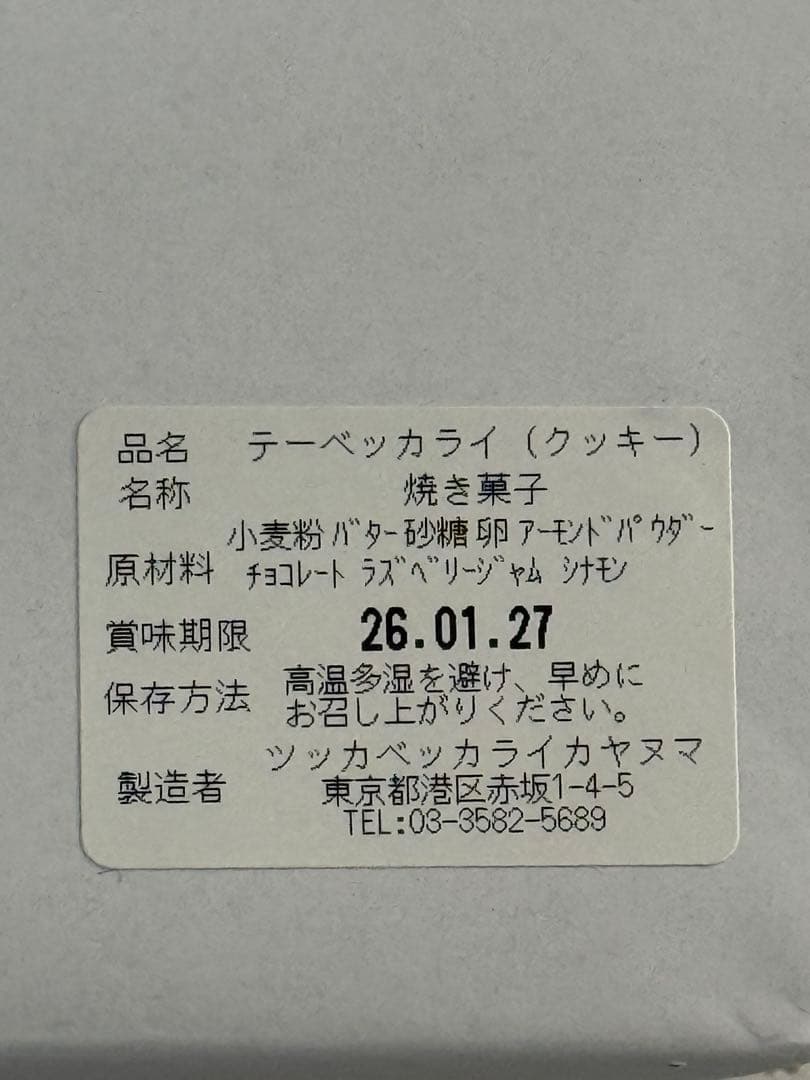 品名 テーベッカライ（クッキー）
名称 焼き菓子
原材料 小麦粉 ﾊﾞﾀｰ 砂糖 卵 ｱｰﾓﾝﾄﾞﾊﾟｳﾀﾞｰ
ﾁｮｺﾚｰﾄ ﾗｽﾞﾍﾞﾘｰｼﾞｬﾑ ｼﾅﾓﾝ
賞味期限 26.01.27
保存方法 高温多湿を避け、早めに
お召し上がりください。
製造者 ツッカベッカライカヤヌマ
東京都港区赤坂1-4-5
TEL:03-3582-5689